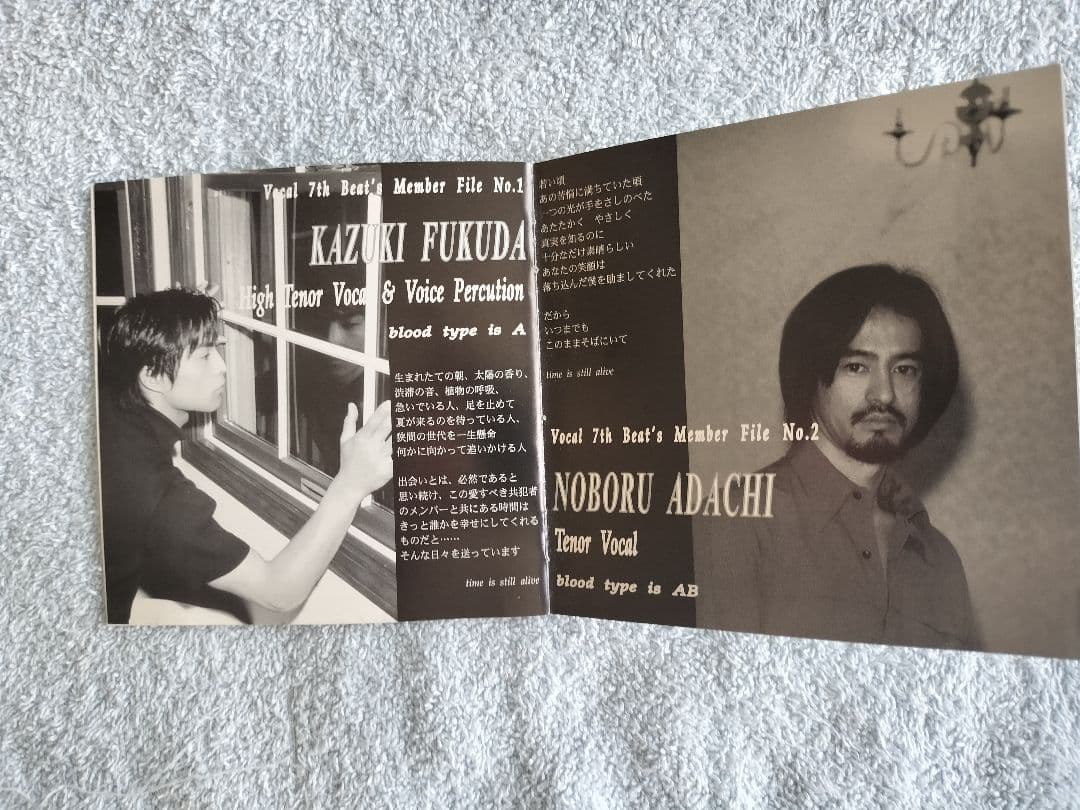 Vocal 7th Beat's Member File No.1
KAZUKI FUKUDA
High Tenor Vocal & Voice Percution
blood type is A
生まれたての朝、太陽の香り、
渋滞の音、植物の呼吸、
急いでいる人、足を止めて
夏が来るのを待っている人、
狭間の世代を一生懸命
何かに向かって追いかける人
出会いとは、必然であると
思い続け、この愛すべき共犯者
のメンバーと共にある時間は
きっと誰かを幸せにしてくれる
ものだと……
そんな日々を送っています
time is still alive
若い頃
あの苦悩に満ちていた頃
一つの光が手をさしのべた
あたたかく やさしく
真実を知るのに
十分なだけ素晴らしい
あなたの笑顔は
落ち込んだ僕を励ましてくれた
だから
いつまでも
このままそばにいて
time is still alive
Vocal 7th Beat's Member File No.2
NOBORU ADACHI
Tenor Vocal
blood type is AB